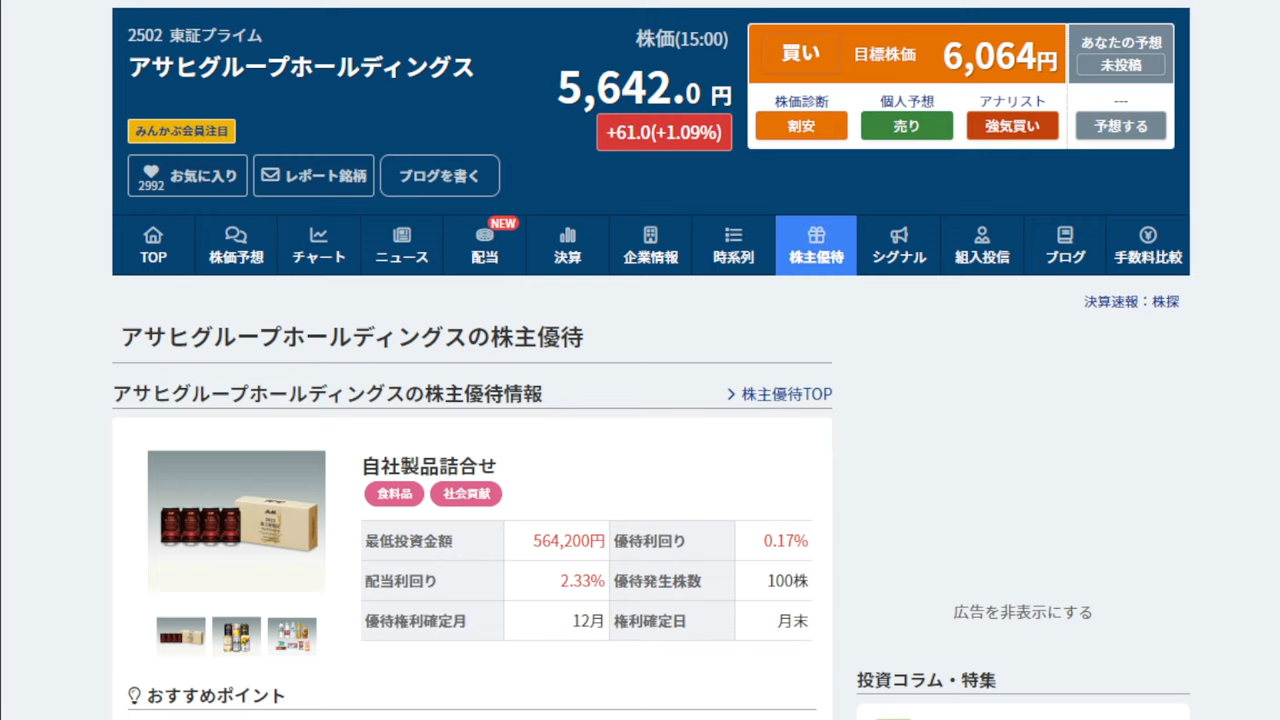 2502 東証プライム
アサヒグループホールディングス
みんかぶ会員注目
2992 お気に入り
レポート銘柄
ブログを書く
株価(15:00)
5,642.0 円
+61.0(+1.09%)
買い 目標株価 6,064円
株価診断 個人予想 アナリスト
割安 売り 強気買い
あなたの予想
未投稿
---
予想する
TOP 株価予想 チャート ニュース NEW 配当 決算 企業情報 時系列 株主優待 シグナル 組入投信 ブログ 手数料比較
決算速報：株探
アサヒグループホールディングスの株主優待
アサヒグループホールディングスの株主優待情報
株主優待TOP
自社製品詰合せ
食料品 社会貢献
最低投資金額 564,200円 優待利回り 0.17%
配当利回り 2.33% 優待発生株数 100株
優待権利確定月 12月 権利確定日 月末
おすすめポイント
広告を非表示にする
投資コラム・特集